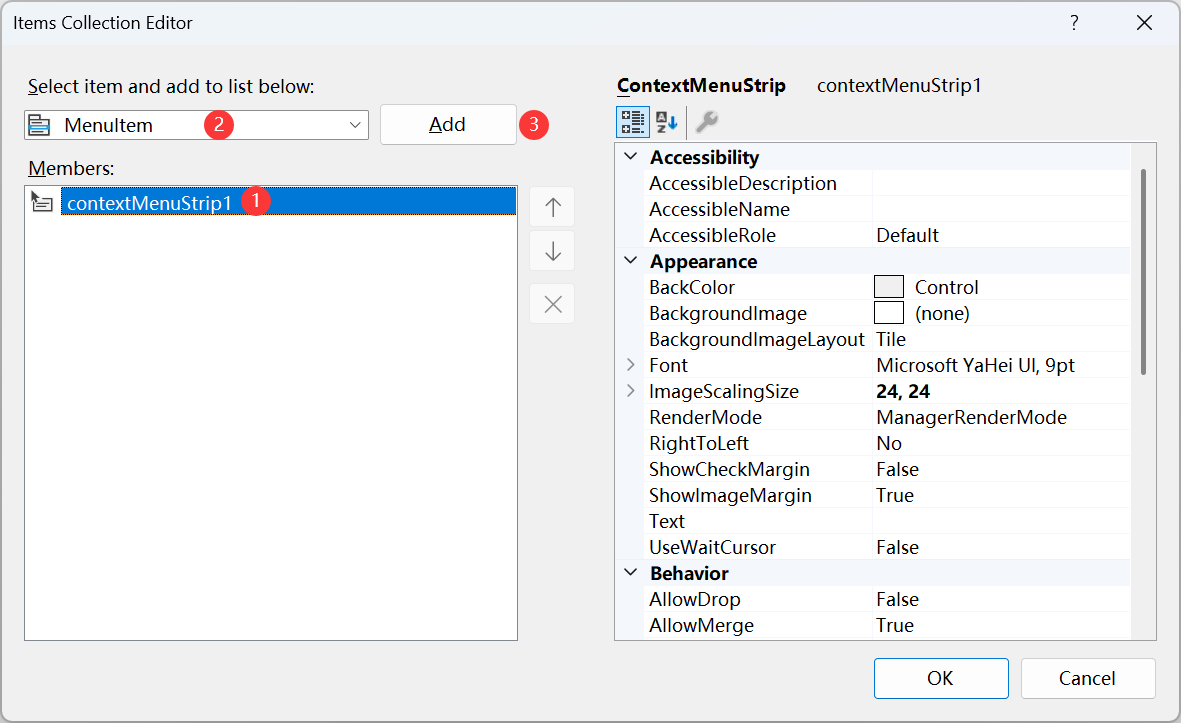 Items Collection Editor
?
Select item and add to list below:
MenuItem
2
Add
3
Members:
contextMenuStrip1
1
ContextMenuStrip contextMenuStrip1
Accessibility
AccessibleDescription
AccessibleName
AccessibleRole Default
Appearance
BackColor Control
BackgroundImage (none)
BackgroundImageLayout Tile
Font Microsoft YaHei UI, 9pt
ImageScalingSize 24, 24
RenderMode ManagerRenderMode
RightToLeft No
ShowCheckMargin False
ShowImageMargin True
Text
UseWaitCursor False
Behavior
AllowDrop False
AllowMerge True
OK
Cancel